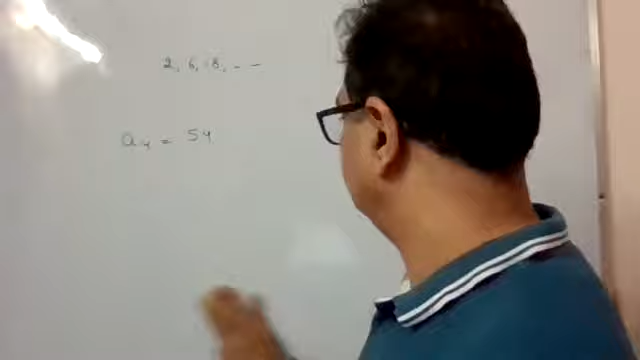 2, 6, 18, - -
a₄ = 54